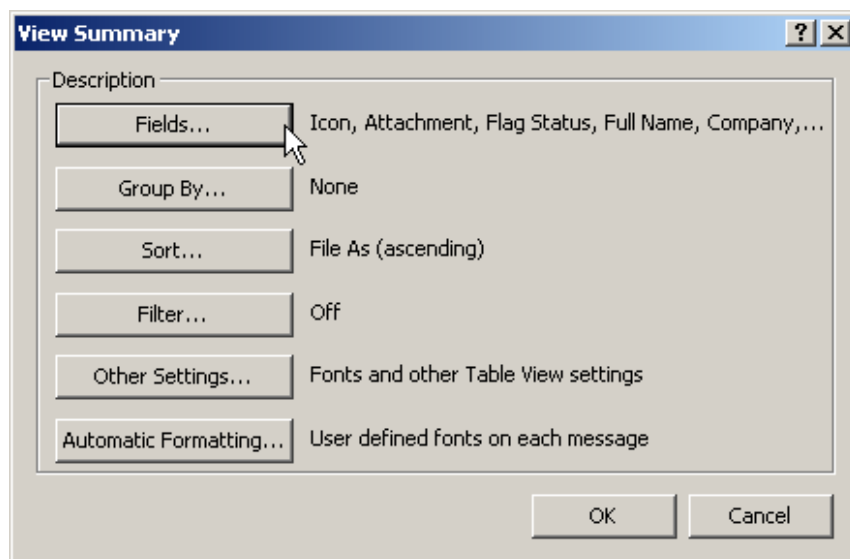 View Summary
Description
Fields... Icon, Attachment, Flag Status, Full Name, Company,...
Group By... None
Sort... File As (ascending)
Filter... Off
Other Settings... Fonts and other Table View settings
Automatic Formatting... User defined fonts on each message
OK Cancel